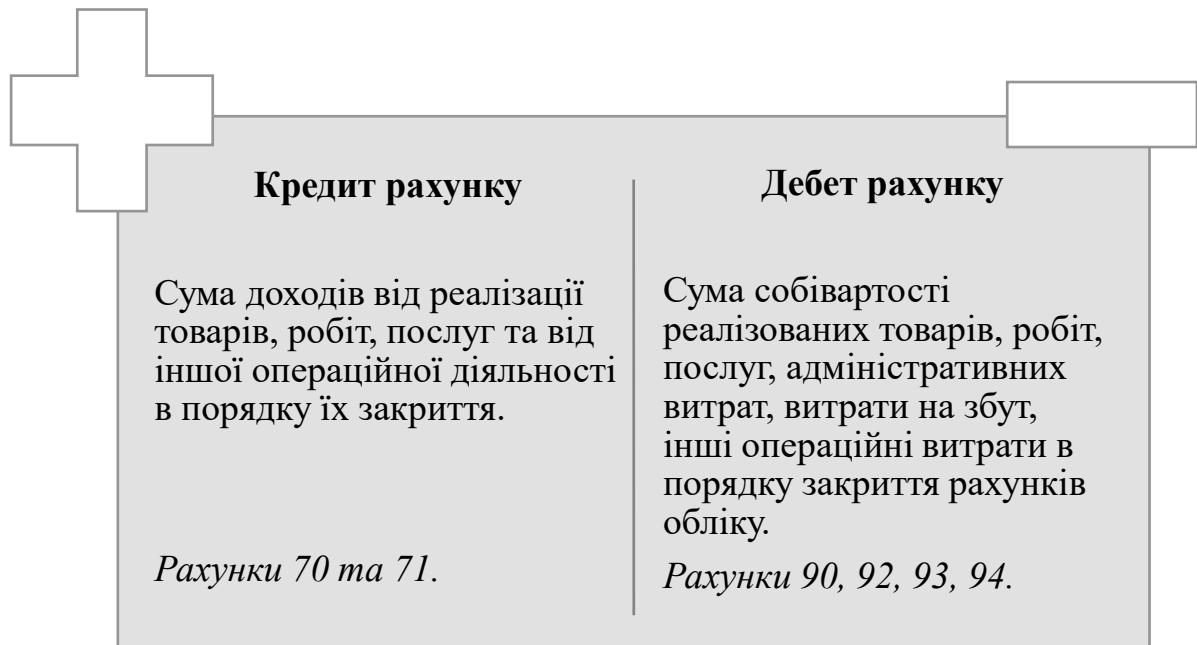 Кредит рахунку
Сума доходів від реалізації
товарів, робіт, послуг та від
іншої операційної діяльності
в порядку їх закриття.
Рахунки 70 та 71.
Дебет рахунку
Сума собівартості
реалізованих товарів, робіт,
послуг, адміністративних
витрат, витрати на збут,
інші операційні витрати в
порядку закриття рахунків
обліку.
Рахунки 90, 92, 93, 94.